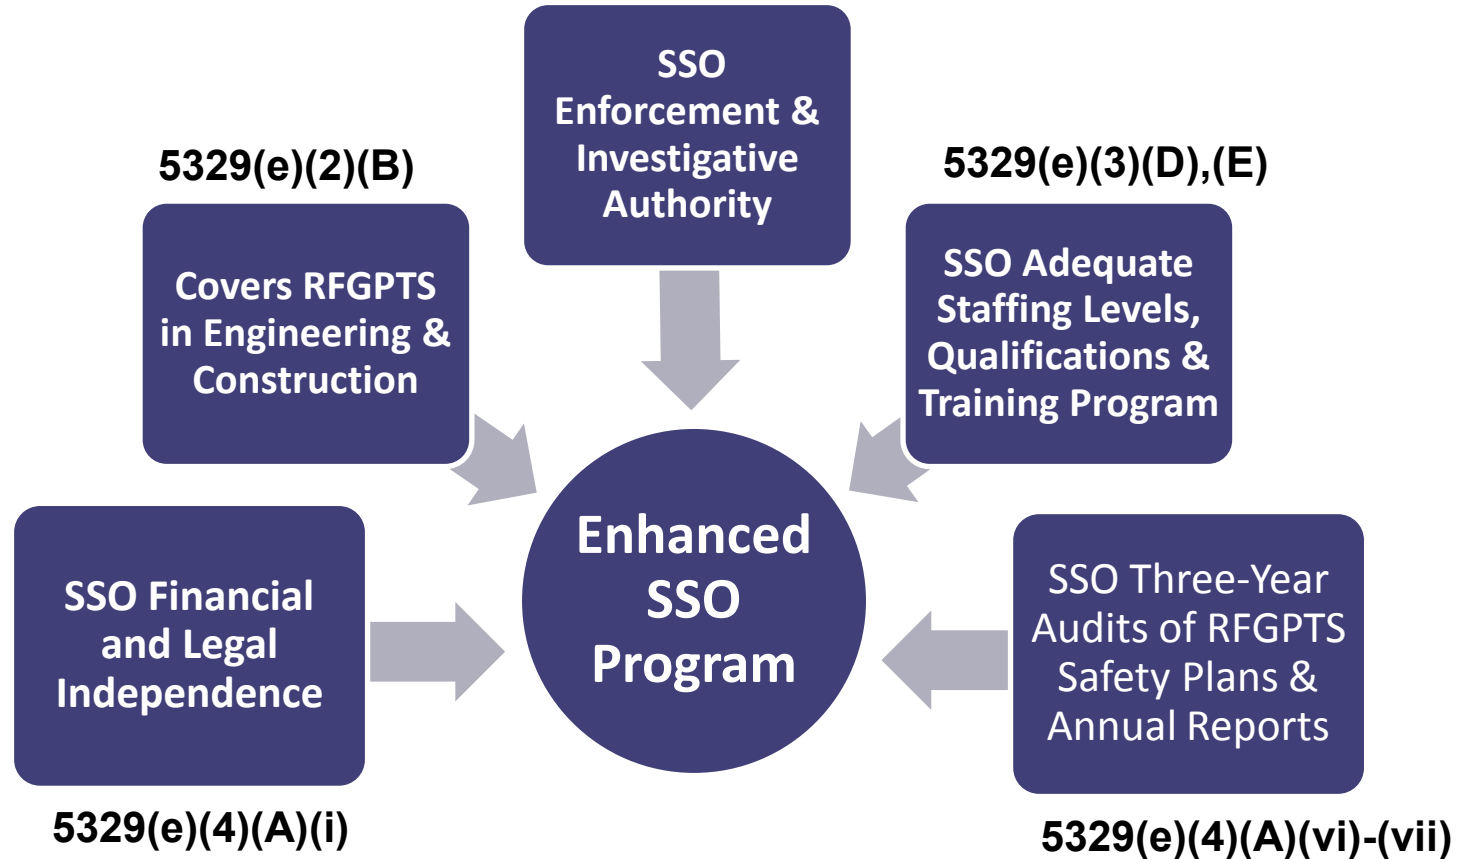 SSO
Enforcement &
Investigative
Authority
5329(e)(2)(B)
Covers RFGPTS
in Engineering &
Construction
5329(e)(3)(D),(E)
SSO Adequate
Staffing Levels,
Qualifications &
Training Program
SSO Financial
and Legal
Independence
5329(e)(4)(A)(i)
Enhanced
SSO
Program
SSO Three-Year
Audits of RFGPTS
Safety Plans &
Annual Reports
5329(e)(4)(A)(vi)-(vii)